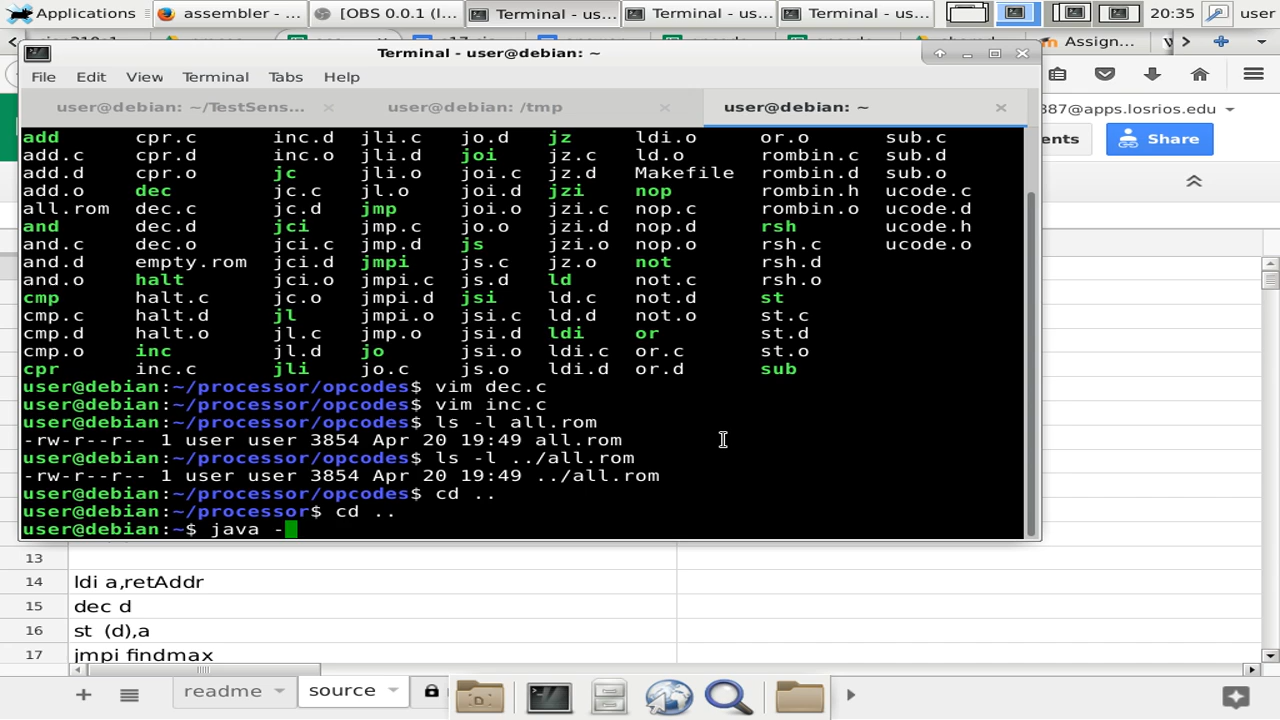 Applications assembler - ... [OBS 0.0.1 (l... Terminal - us... Terminal - us... Terminal - us... 20:35 user
Assign...
Terminal - user@debian: ~
File Edit View Terminal Tabs Help
user@debian: ~/TestSens... user@debian: /tmp user@debian: ~
387@apps.losrios.edu
ents Share
add cpr.c inc.d jli.c jo.d jz ldi.o or.o sub.c
add.c cpr.d inc.o jli.d joi jz.c ld.o rombin.c sub.d
add.d cpr.o jc jli.o joi.c jz.d Makefile rombin.d sub.o
add.o dec jc.c jl.o joi.d jzi nop rombin.h ucode.c
all.rom dec.c jc.d jmp joi.o jzi.c nop.c rombin.o ucode.d
and dec.d jci jmp.c jo.o jzi.d nop.d rsh ucode.h
and.c dec.o jci.c jmp.d js jzi.o nop.o rsh.c ucode.o
and.d empty.rom jci.d jmpi js.c jz.o not rsh.d
and.o halt jci.o jmpi.c js.d ld not.c rsh.o
cmp halt.c jc.o jmpi.d jsi ld.c not.d st
cmp.c halt.d jl jmpi.o jsi.c ld.d not.o st.c
cmp.d halt.o jl.c jmp.o jsi.d ldi or st.d
cmp.o inc jl.d jo jsi.o ldi.c or.c st.o
cpr inc.c jli jo.c js.o ldi.d or.d sub
user@debian:~/processor/opcodes$ vim dec.c
user@debian:~/processor/opcodes$ vim inc.c
user@debian:~/processor/opcodes$ ls -l all.rom
-rw-r--r-- 1 user user 3854 Apr 20 19:49 all.rom
user@debian:~/processor/opcodes$ ls -l ../all.rom
-rw-r--r-- 1 user user 3854 Apr 20 19:49 ../all.rom
user@debian:~/processor/opcodes$ cd ..
user@debian:~/processor$ cd ..
user@debian:~$ java -
13
14 ldi a,retAddr
15 dec d
16 st (d),a
17 jmpi findmax
readme source